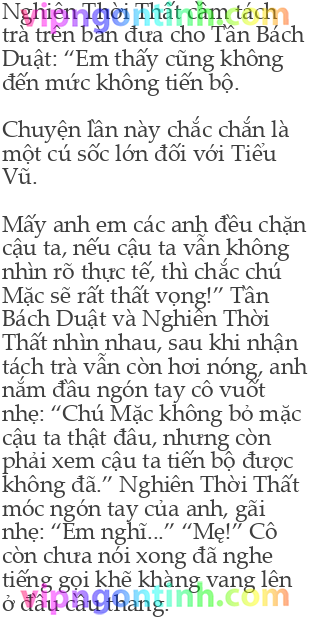 Nghiên Thời Thất cầm tách
trà trên bàn đưa cho Tần Bách
Duật: “Em thấy cũng không
đến mức không tiến bộ.
Chuyện lần này chắc chắn là
một cú sốc lớn đối với Tiểu
Vũ.
Mấy anh em các anh đều chặn
cậu ta, nếu cậu ta vẫn không
nhìn rõ thực tế, thì chắc chú
Mặc sẽ rất thất vọng!” Tần
Bách Duật và Nghiên Thời
Thất nhìn nhau, sau khi nhận
tách trà vẫn còn hơi nóng, anh
nắm đầu ngón tay cô vuốt
nhẹ: “Chú Mặc không bỏ mặc
cậu ta thật đâu, nhưng còn
phải xem cậu ta tiến bộ được
không đã.” Nghiên Thời Thất
móc ngón tay của anh, gãi
nhẹ: “Em nghĩ...” “Mẹ!” Cô
còn chưa nói xong đã nghe
tiếng gọi khẽ khàng vang lên
ở đầu cầu thang.
vipngontinh.com
vipngontinh.com